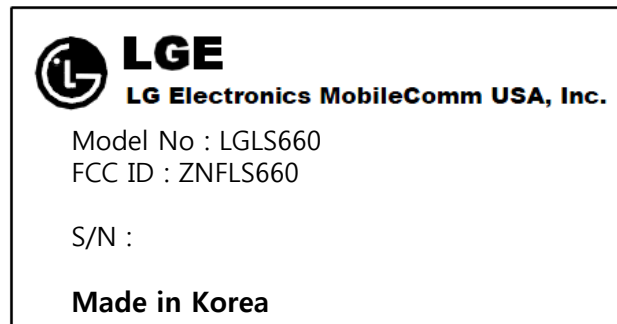 LGE
LG Electronics MobileComm USA, Inc.
Model No : LGLS660
FCC ID : ZNFLS660
S/N :
Made in Korea